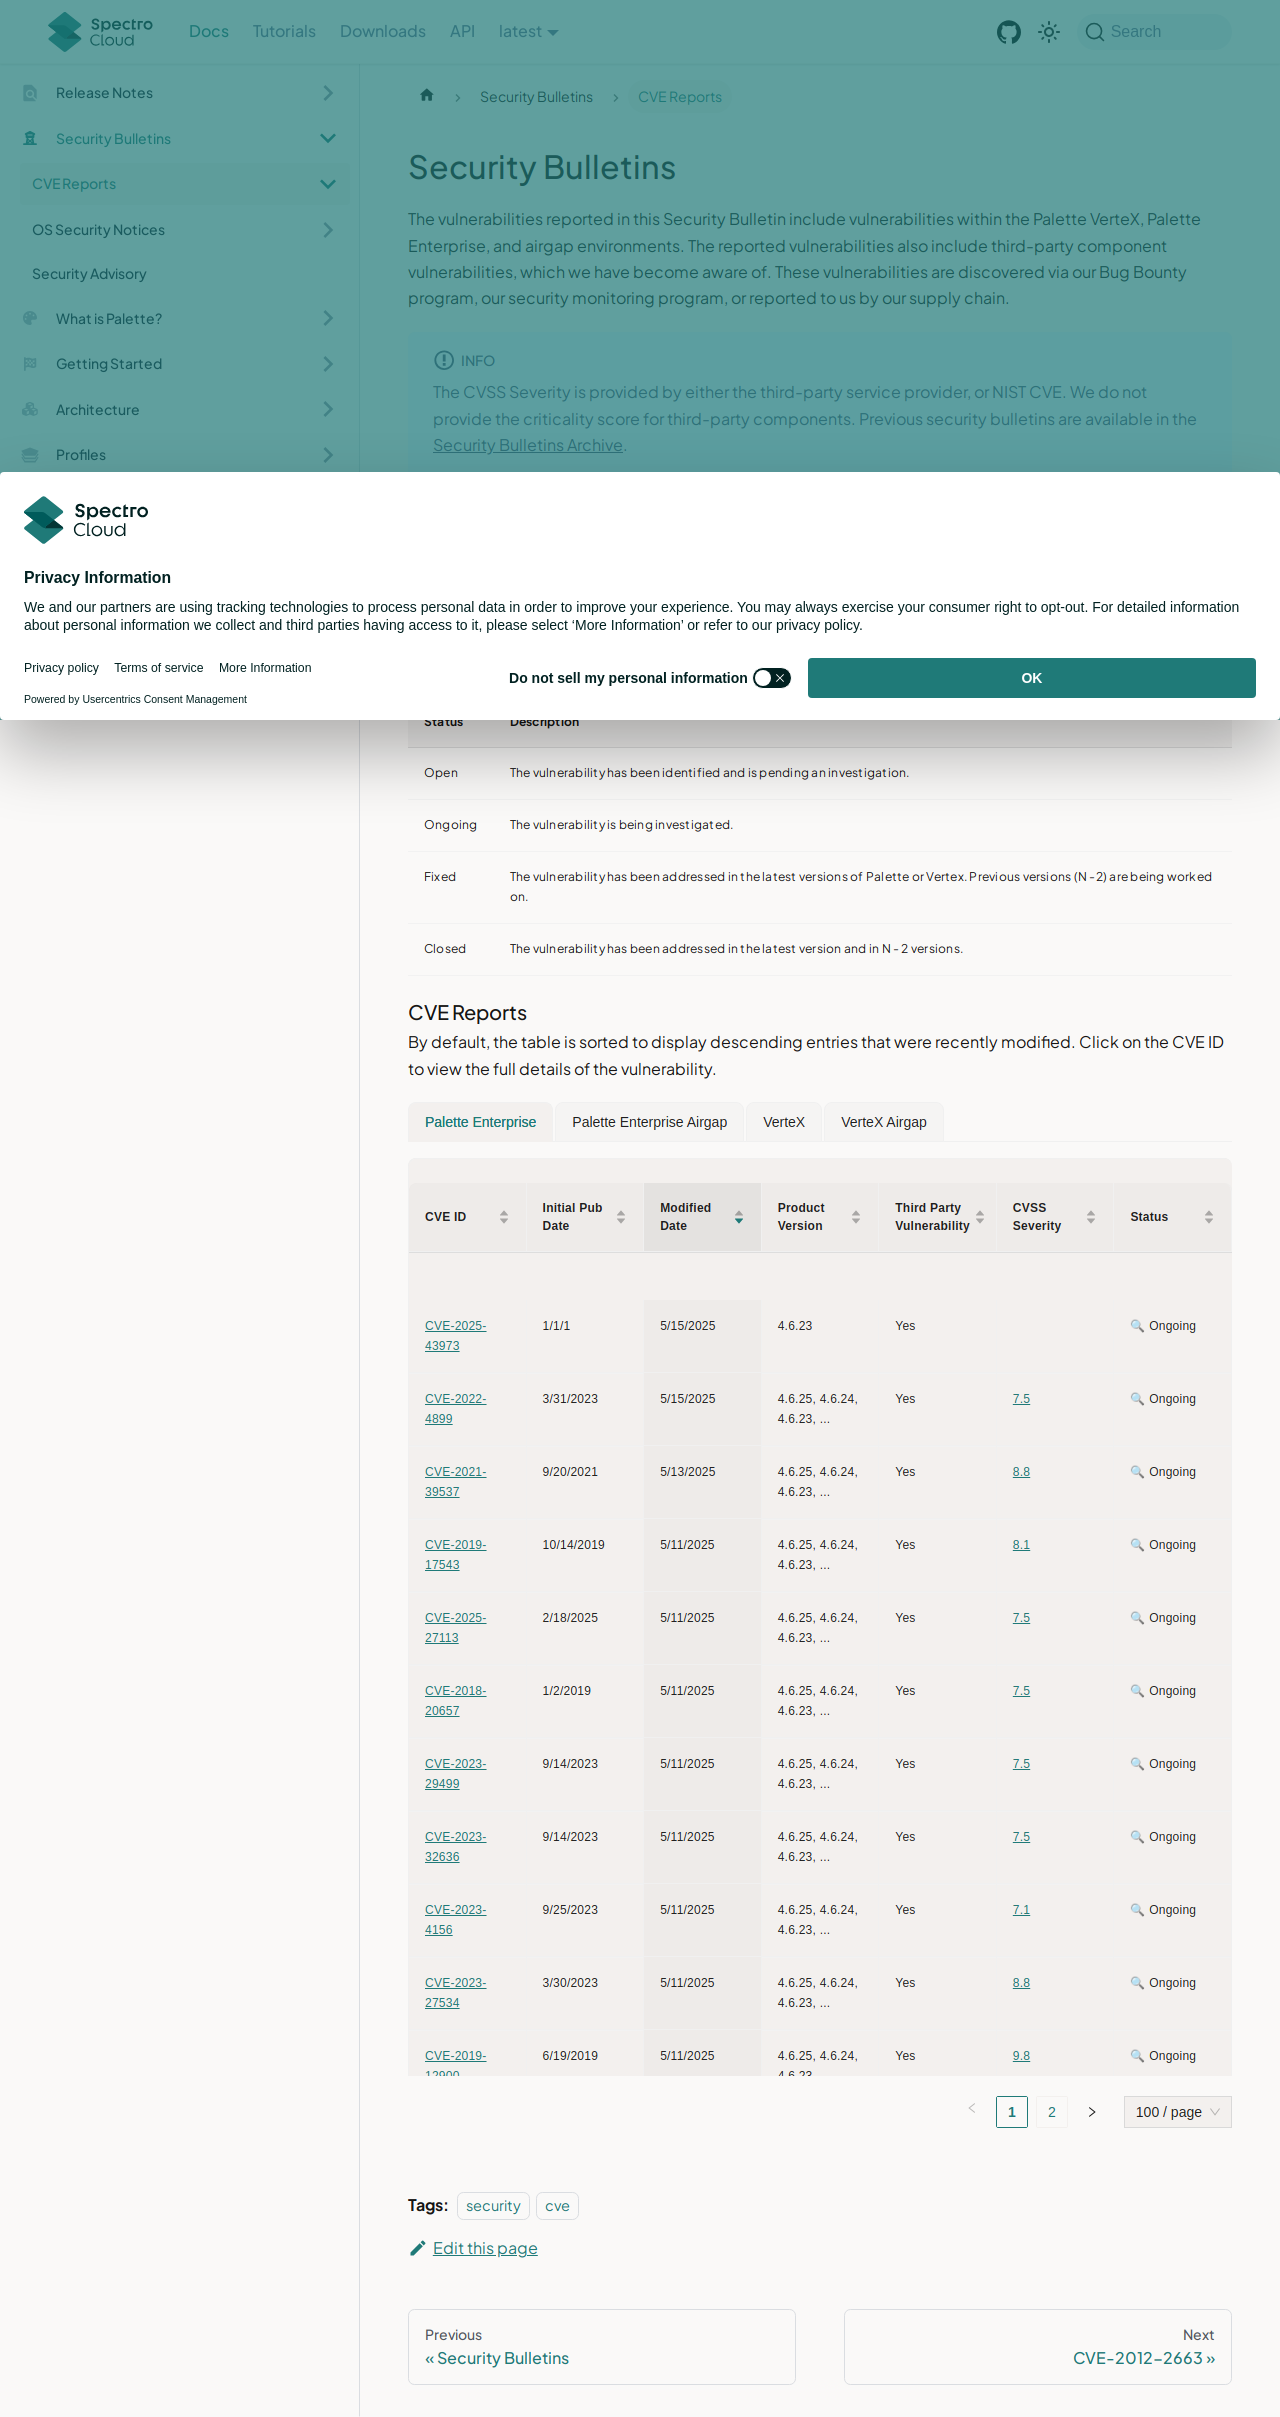 Spectro Cloud
Docs
Tutorials
Downloads
API
latest
Search
Release Notes
Security Bulletins
CVE Reports
OS Security Notices
Security Advisory
What is Palette?
Getting Started
Architecture
Profiles
Security Bulletins
CVE Reports
Security Bulletins
The vulnerabilities reported in this Security Bulletin include vulnerabilities within the Palette VerteX, Palette
Enterprise, and airgap environments. The reported vulnerabilities also include third-party component
vulnerabilities, which we have become aware of. These vulnerabilities are discovered via our Bug Bounty
program, our security monitoring program, or reported to us by our supply chain.
INFO
The CVSS Severity is provided by either the third-party service provider, or NIST CVE. We do not
provide the criticality score for third-party components. Previous security bulletins are available in the
Security Bulletins Archive.
Spectro Cloud
Privacy Information
We and our partners are using tracking technologies to process personal data in order to improve your experience. You may always exercise your consumer right to opt-out. For detailed information
about personal information we collect and third parties having access to it, please select ‘More Information’ or refer to our privacy policy.
Privacy policy Terms of service More Information
Powered by Usercentrics Consent Management
Do not sell my personal information
OK
Status Description
Open The vulnerability has been identified and is pending an investigation.
Ongoing The vulnerability is being investigated.
Fixed The vulnerability has been addressed in the latest versions of Palette or Vertex. Previous versions (N -2) are being worked
on.
Closed The vulnerability has been addressed in the latest version and in N - 2 versions.
CVE Reports
By default, the table is sorted to display descending entries that were recently modified. Click on the CVE ID
to view the full details of the vulnerability.
Palette Enterprise Palette Enterprise Airgap VerteX VerteX Airgap
CVE ID Initial Pub Date Modified Date Product Version Third Party Vulnerability CVSS Severity Status
CVE-2025-43973 1/1/1 5/15/2025 4.6.23 Yes 🔍 Ongoing
CVE-2022-4899 3/31/2023 5/15/2025 4.6.25, 4.6.24, 4.6.23, ... Yes 7.5 🔍 Ongoing
CVE-2021-39537 9/20/2021 5/13/2025 4.6.25, 4.6.24, 4.6.23, ... Yes 8.8 🔍 Ongoing
CVE-2019-17543 10/14/2019 5/11/2025 4.6.25, 4.6.24, 4.6.23, ... Yes 8.1 🔍 Ongoing
CVE-2025-27113 2/18/2025 5/11/2025 4.6.25, 4.6.24, 4.6.23, ... Yes 7.5 🔍 Ongoing
CVE-2018-20657 1/2/2019 5/11/2025 4.6.25, 4.6.24, 4.6.23, ... Yes 7.5 🔍 Ongoing
CVE-2023-29499 9/14/2023 5/11/2025 4.6.25, 4.6.24, 4.6.23, ... Yes 7.5 🔍 Ongoing
CVE-2023-32636 9/14/2023 5/11/2025 4.6.25, 4.6.24, 4.6.23, ... Yes 7.5 🔍 Ongoing
CVE-2023-4156 9/25/2023 5/11/2025 4.6.25, 4.6.24, 4.6.23, ... Yes 7.1 🔍 Ongoing
CVE-2023-27534 3/30/2023 5/11/2025 4.6.25, 4.6.24, 4.6.23, ... Yes 8.8 🔍 Ongoing
CVE-2019-12900 6/19/2019 5/11/2025 4.6.25, 4.6.24, 4.6.23 Yes 9.8 🔍 Ongoing
1 2 100 / page
Tags: security cve
Edit this page
Previous
« Security Bulletins
Next
CVE-2012-2663 »